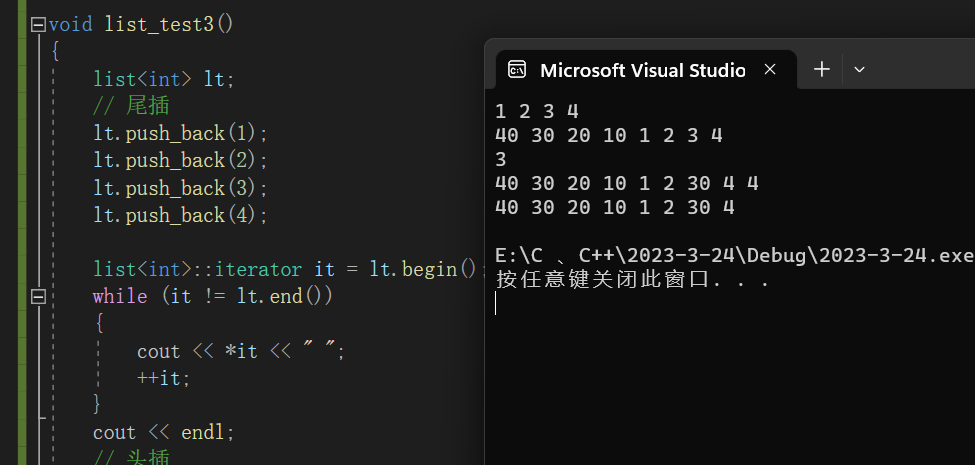 void list_test3()
{
list<int> lt;
// 尾插
lt.push_back(1);
lt.push_back(2);
lt.push_back(3);
lt.push_back(4);
list<int>::iterator it = lt.begin();
while (it != lt.end())
{
cout << *it << " ";
++it;
}
cout << endl;
// 头插
Microsoft Visual Studio
1 2 3 4
40 30 20 10 1 2 3 4
3
40 30 20 10 1 2 30 4 4
40 30 20 10 1 2 30 4
E:\C 、C++\2023-3-24\Debug\2023-3-24.exe
按任意键关闭此窗口. . .